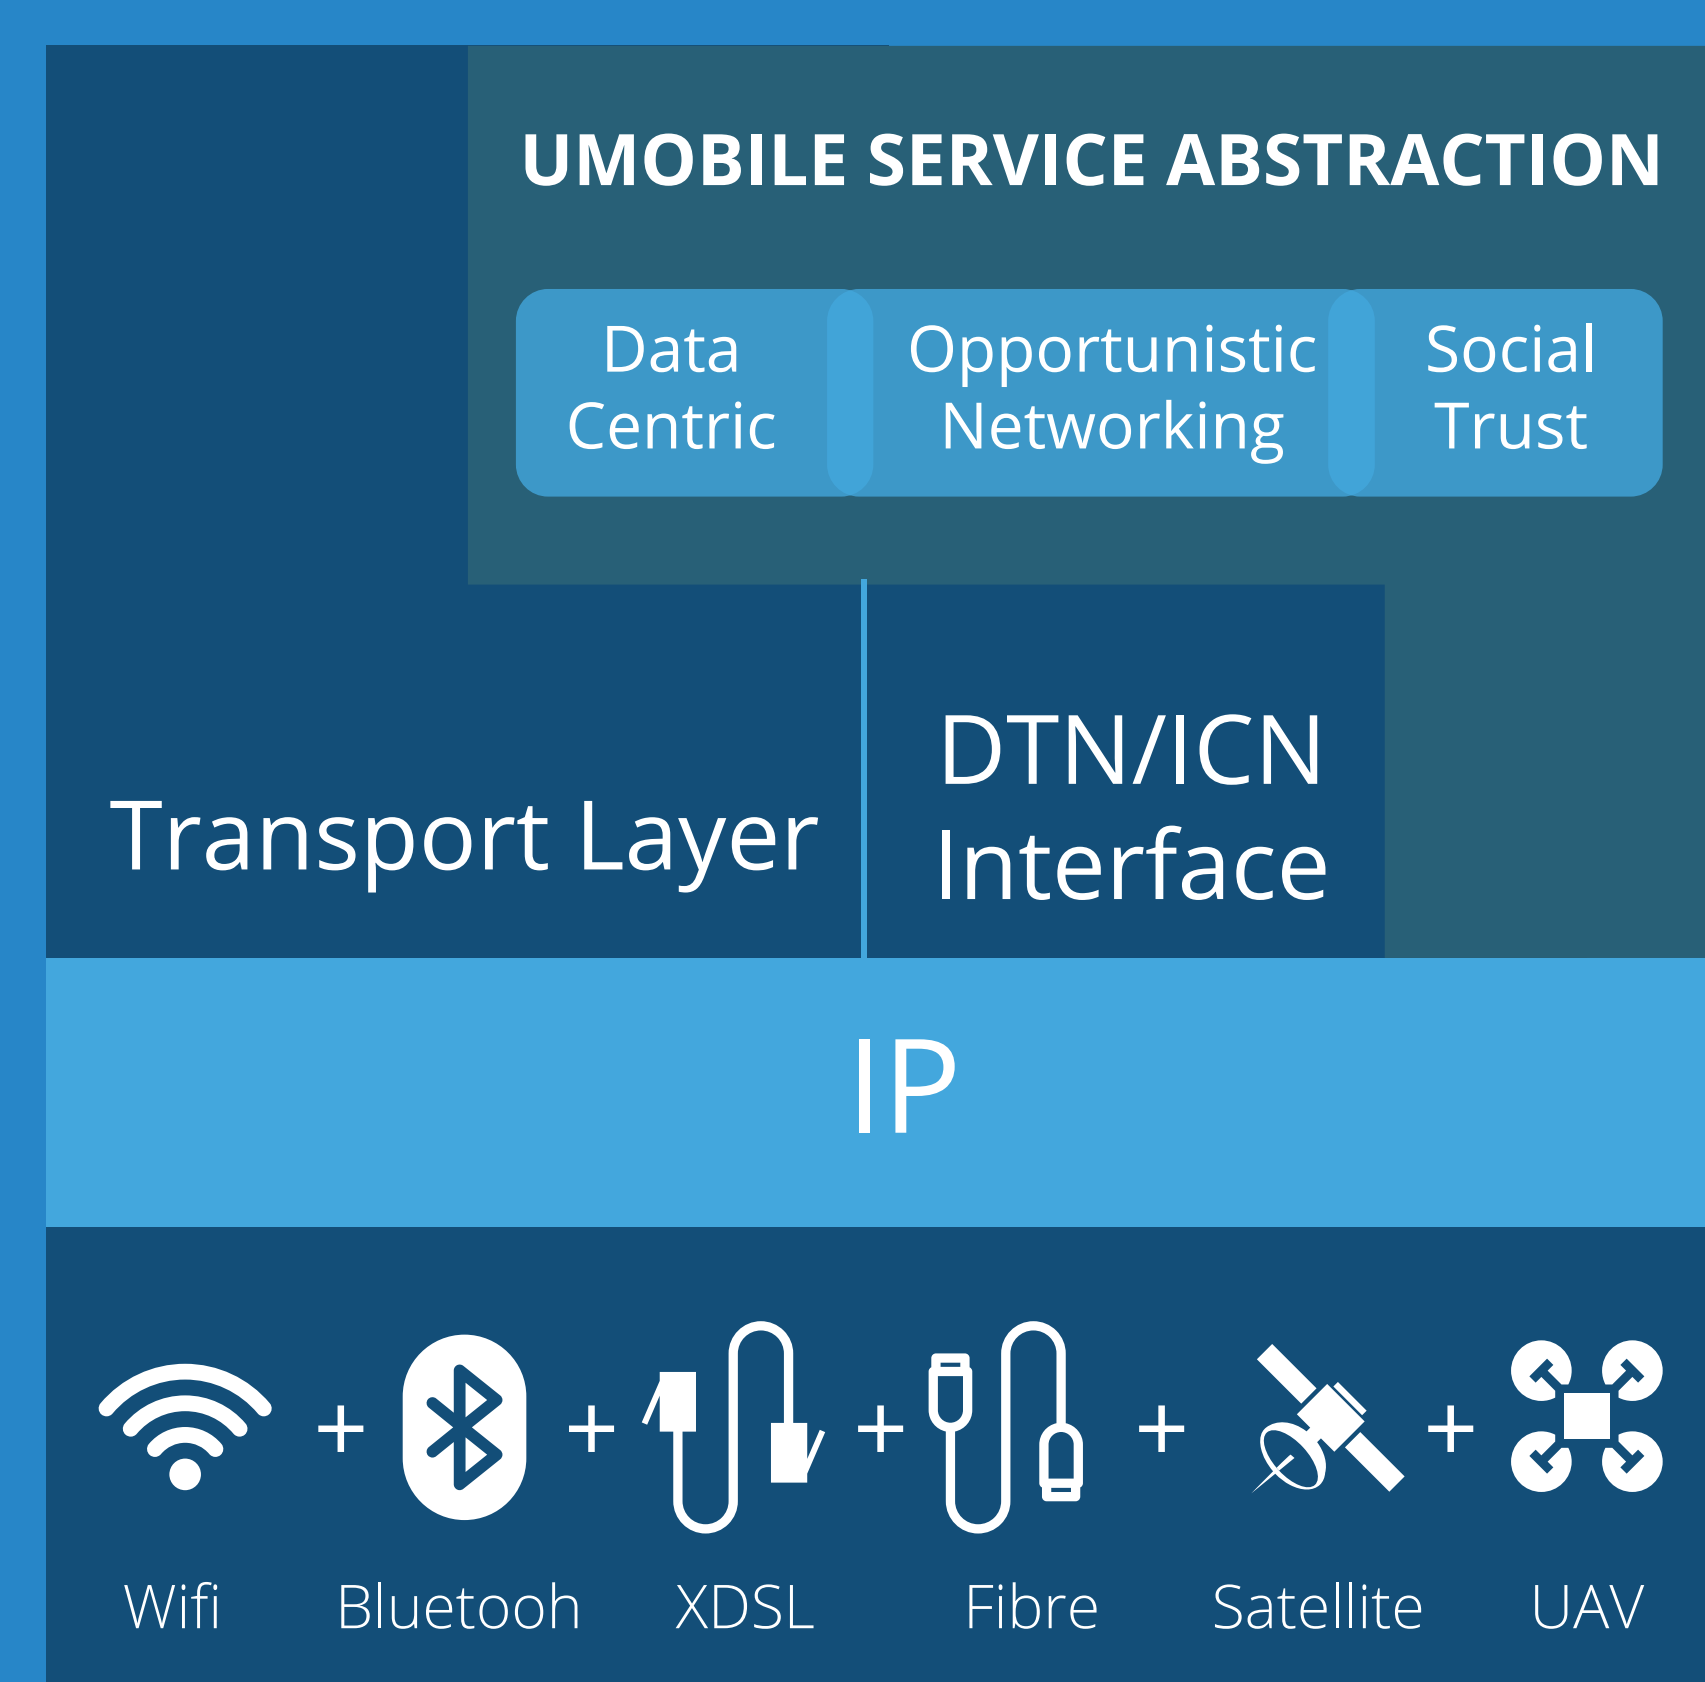 UMOBILE SERVICE ABSTRACTION
Data
Centric
Opportunistic
Networking
Social
Trust
Transport Layer
DTN/ICN
Interface
IP
+ + + + +
Wifi
Bluetooh
XDSL
Fibre
Satellite
UAV